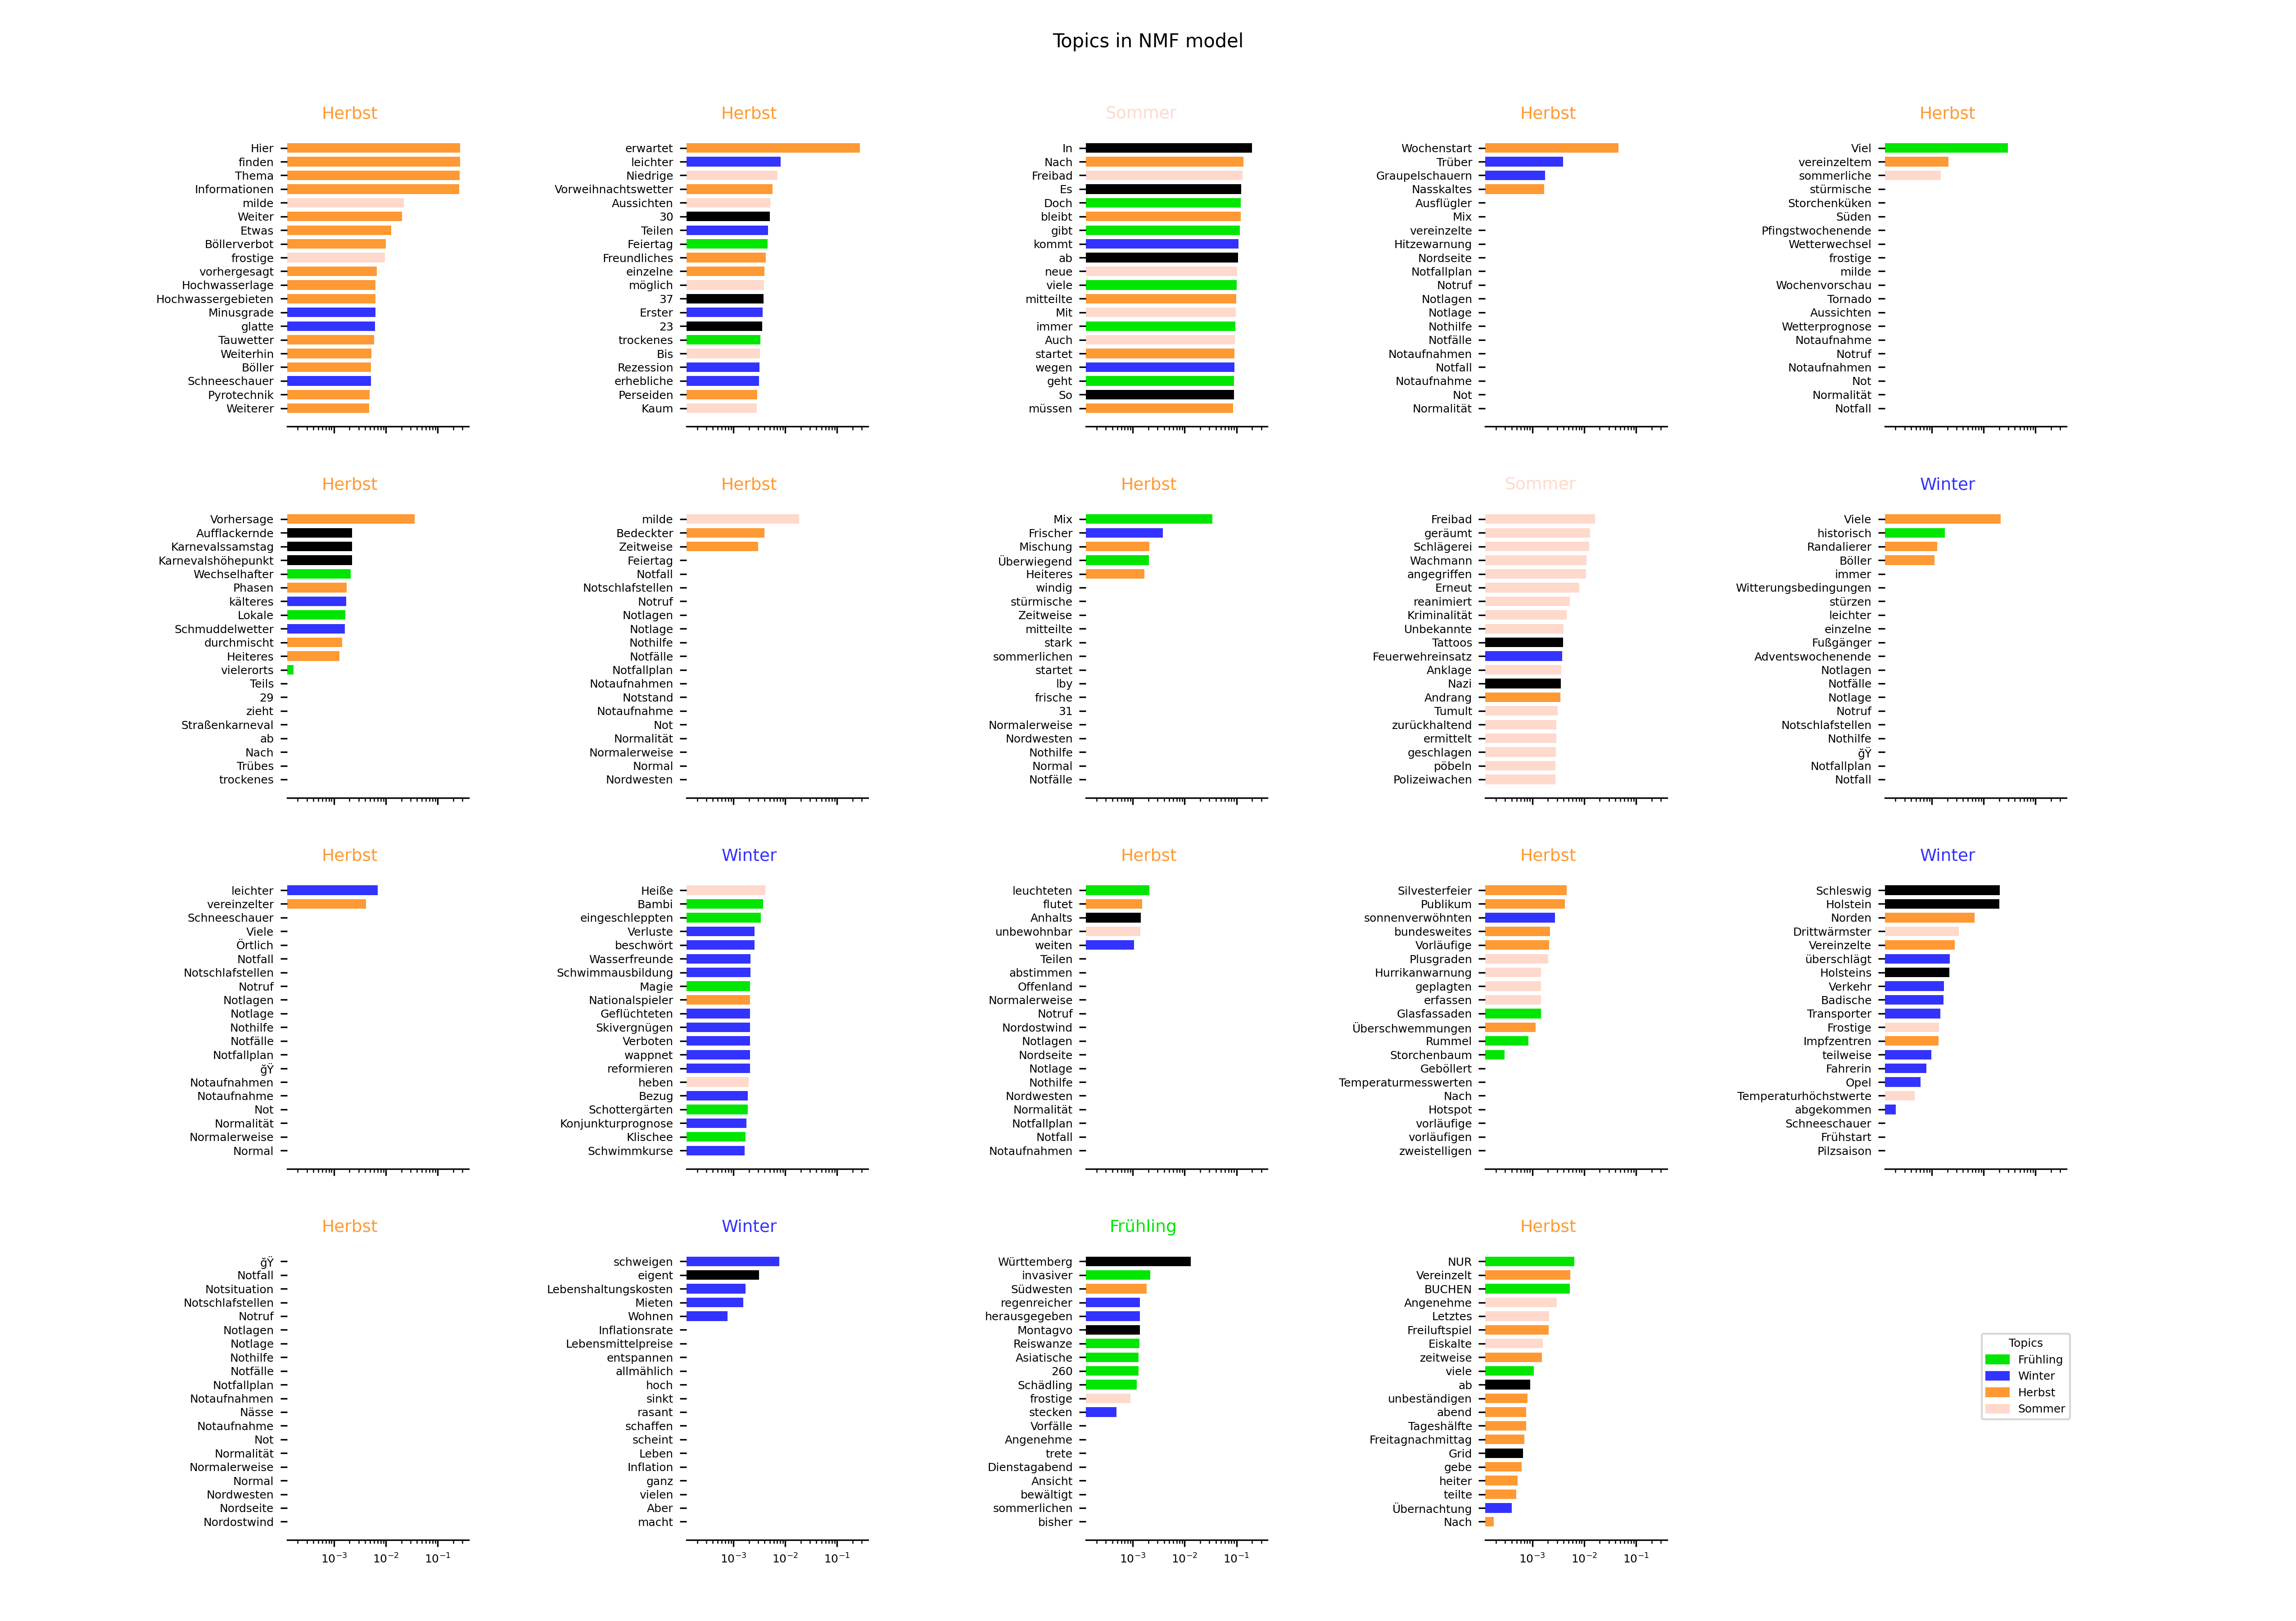 Topics in NMF model
Herbst
Hier
finden
Thema
Informationen
milde
Weiter
Etwas
Böllerverbot
frostige
vorhergesagt
Hochwasserlage
Hochwassergebieten
Minusgrade
glatte
Tauwetter
Weiterhin
Böller
Schneeschauer
Pyrotechnik
Weiterer
Herbst
erwartet
leichter
Niedrige
Vorweihnachtswetter
Aussichten
30
Teilen
Feiertag
Freundliches
einzelne
möglich
37
Erster
23
trockenes
Bis
Rezession
erhebliche
Perseiden
Kaum
Sommer
In
Nach
Freibad
Es
Doch
bleibt
gibt
kommt
ab
neue
viele
mitteilte
Mit
immer
Auch
startet
wegen
geht
So
müssen
Herbst
Wochenstart
Trüber
Graupelschauern
Nasskaltes
Ausflügler
Mix
vereinzelte
Hitzewarnung
Nordseite
Notfallplan
Notruf
Notlagen
Notlage
Nothilfe
Notfälle
Notaufnahmen
Notfall
Notaufnahme
Not
Normalität
Herbst
Viel
vereinzeltem
sommerliche
stürmische
Storchenküken
Süden
Pfingstwochenende
Wetterwechsel
frostige
milde
Wochenvorschau
Tornado
Aussichten
Wetterprognose
Notaufnahme
Notruf
Notaufnahmen
Not
Normalität
Notfall
Herbst
Vorhersage
Aufflackernde
Karnevalssamstag
Karnevalshöhepunkt
Wechselhafter
Phasen
kälteres
Lokale
Schmuddelwetter
durchmischt
Heiteres
vielerorts
Teils
29
zieht
Straßenkarneval
ab
Nach
Trübes
trockenes
Herbst
milde
Bedeckter
Zeitweise
Feiertag
Notfall
Notschlafstellen
Notruf
Notlagen
Notlage
Nothilfe
Notfälle
Notfallplan
Notaufnahmen
Notstand
Notaufnahme
Not
Normalität
Normalerweise
Normal
Nordwesten
Herbst
Mix
Frischer
Mischung
Überwiegend
Heiteres
windig
stürmische
Zeitweise
mitteilte
stark
sommerlichen
startet
lby
frische
31
Normalerweise
Nordwesten
Nothilfe
Normal
Notfälle
Sommer
Freibad
geräumt
Schlägerei
Wachmann
angegriffen
Erneut
reanimiert
Kriminalität
Unbekannte
Tattoos
Feuerwehreinsatz
Anklage
Nazi
Andrang
Tumult
zurückhaltend
ermittelt
geschlagen
pöbeln
Polizeiwachen
Winter
Viele
historisch
Randalierer
Böller
immer
Witterungsbedingungen
stürzen
leichter
einzelne
Fußgänger
Adventswochenende
Notlagen
Notfälle
Notlage
Notruf
Notschlafstellen
Nothilfe
ğŸ
Notfallplan
Notfall
Herbst
leichter
vereinzelter
Schneeschauer
Viele
Örtlich
Notfall
Notschlafstellen
Notruf
Notlagen
Notlage
Nothilfe
Notfälle
Notfallplan
ğŸ
Notaufnahmen
Notaufnahme
Not
Normalität
Normalerweise
Normal
Winter
Heiße
Bambi
eingeschleppten
Verluste
beschwört
Wasserfreunde
Schwimmausbildung
Magie
Nationalspieler
Geflüchteten
Skivergnügen
Verboten
wappnet
reformieren
heben
Bezug
Schottergärten
Konjunkturprognose
Klischee
Schwimmkurse
Herbst
leuchteten
flutet
Anhalts
unbewohnbar
weiten
Teilen
abstimmen
Offenland
Normalerweise
Notruf
Nordostwind
Notlagen
Nordseite
Notlage
Nothilfe
Nordwesten
Normalität
Notfallplan
Notfall
Notaufnahmen
Herbst
Silvesterfeier
Publikum
sonnenverwöhnten
bundesweites
Vorläufige
Plusgraden
Hurrikanwarnung
geplagten
erfassen
Glasfassaden
Überschwemmungen
Rummel
Storchenbaum
Geböllert
Temperaturmesswerten
Nach
Hotspot
vorläufige
vorläufigen
zweistelligen
Winter
Schleswig
Holstein
Norden
Drittwärmster
Vereinzelte
überschlägt
Holsteins
Verkehr
Badische
Transporter
Frostige
Impfzentren
teilweise
Fahrerin
Opel
Temperaturhöchstwerte
abgekommen
Schneeschauer
Frühstart
Pilzsaison
Herbst
ğŸ
Notfall
Notsituation
Notschlafstellen
Notruf
Notlagen
Notlage
Nothilfe
Notfälle
Notfallplan
Notaufnahmen
Nässe
Notaufnahme
Not
Normalität
Normalerweise
Normal
Nordwesten
Nordseite
Nordostwind
10⁻³ 10⁻² 10⁻¹
Winter
schweigen
eigent
Lebenshaltungskosten
Mieten
Wohnen
Inflationsrate
Lebensmittelpreise
entspannen
allmählich
hoch
sinkt
rasant
schaffen
scheint
Leben
Inflation
ganz
vielen
Aber
macht
10⁻³ 10⁻² 10⁻¹
Frühling
Württemberg
invasiver
Südwesten
regenreicher
herausgegeben
Montagvo
Reiswanze
Asiatische
260
Schädling
frostige
stecken
Vorfälle
Angenehme
trete
Dienstagabend
Ansicht
bewältigt
sommerlichen
bisher
10⁻³ 10⁻² 10⁻¹
Herbst
NUR
Vereinzelt
BUCHEN
Angenehme
Letztes
Freiluftspiel
Eiskalte
zeitweise
viele
ab
unbeständigen
abend
Tageshälfte
Freitagnachmittag
Grid
gebe
heiter
teilte
Übernachtung
Nach
10⁻³ 10⁻² 10⁻¹
Topics
Frühling
Winter
Herbst
Sommer